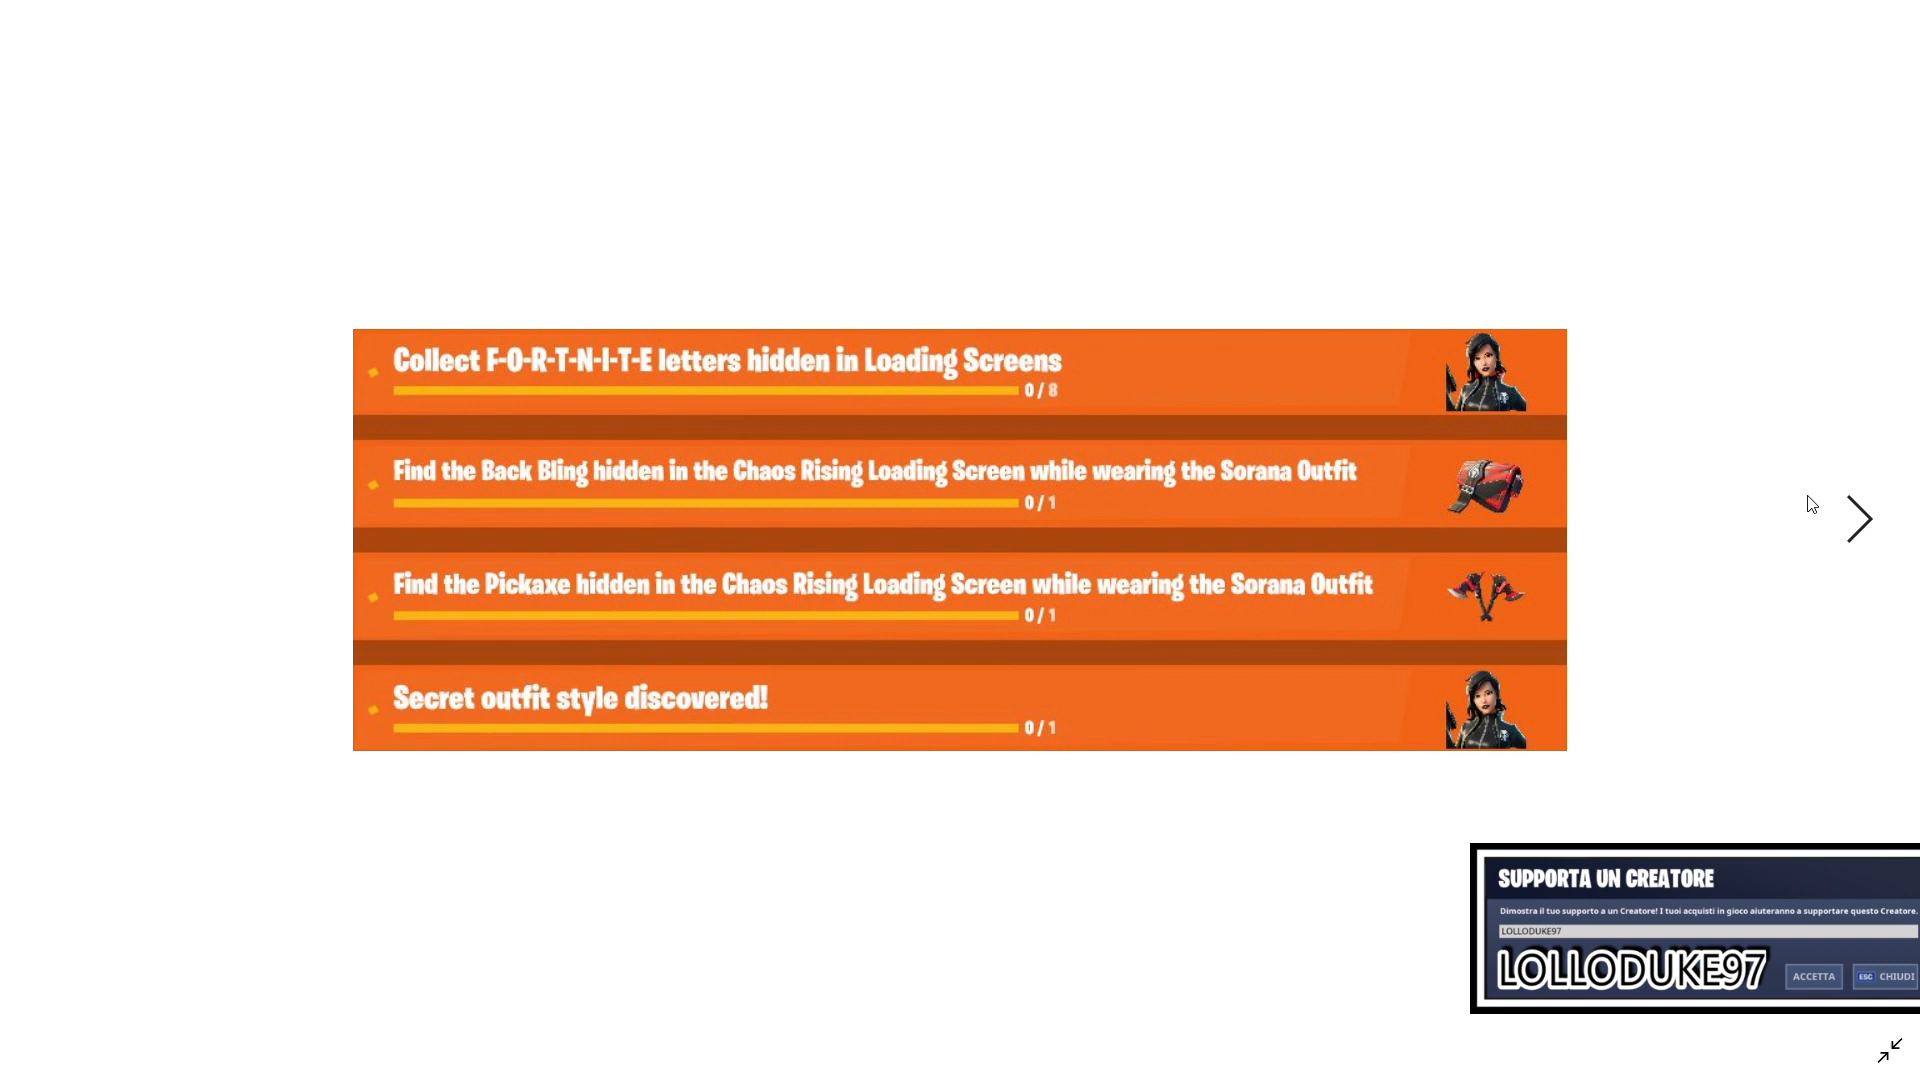 Collect F-O-R-T-N-I-T-E letters hidden in Loading Screens
0 / 8
Find the Back Bling hidden in the Chaos Rising Loading Screen while wearing the Sorana Outfit
0 / 1
Find the Pickaxe hidden in the Chaos Rising Loading Screen while wearing the Sorana Outfit
0 / 1
Secret outfit style discovered!
0 / 1
SUPPORTA UN CREATORE
Dimostra il tuo supporto a un Creatore! I tuoi acquisti in gioco aiuteranno a supportare questo Creatore.
LOLLODUKE97
LOLLODUKE97
ACCETTA ESC CHIUDI